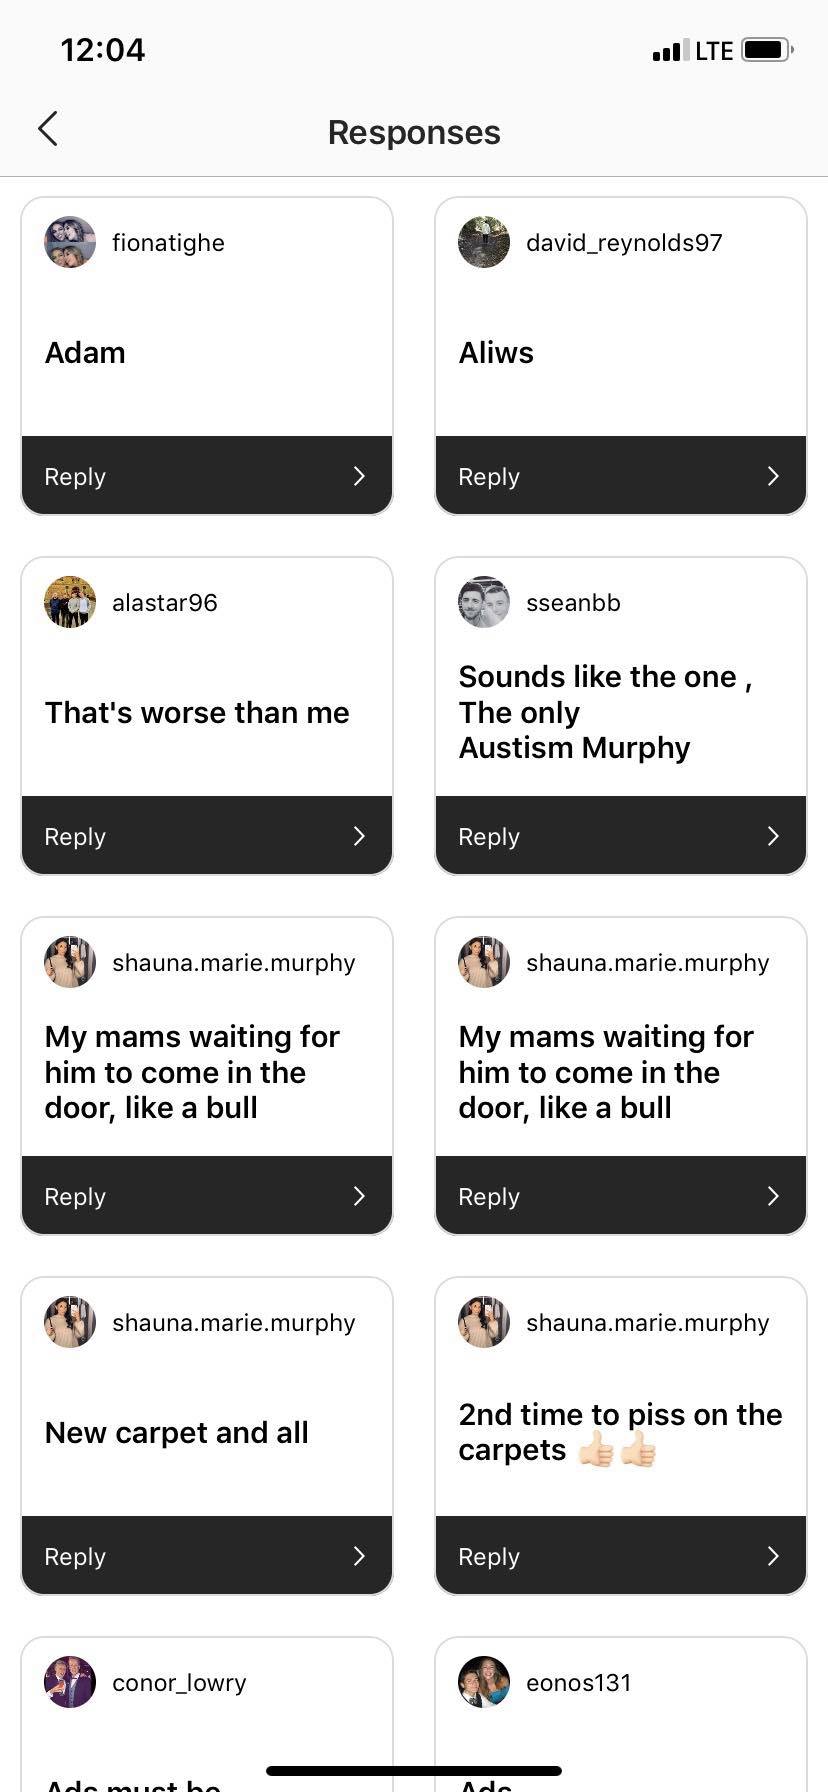 12:04
LTE
Responses
fionatighe
Adam
Reply
david_reynolds97
Aliws
Reply
alastar96
That's worse than me
Reply
sseanbb
Sounds like the one ,
The only
Austism Murphy
Reply
shauna.marie.murphy
My mams waiting for
him to come in the
door, like a bull
Reply
shauna.marie.murphy
My mams waiting for
him to come in the
door, like a bull
Reply
shauna.marie.murphy
New carpet and all
Reply
shauna.marie.murphy
2nd time to piss on the
carpets 👍🏻👍🏻
Reply
conor_lowry
Ads must be
eonos131
Ads